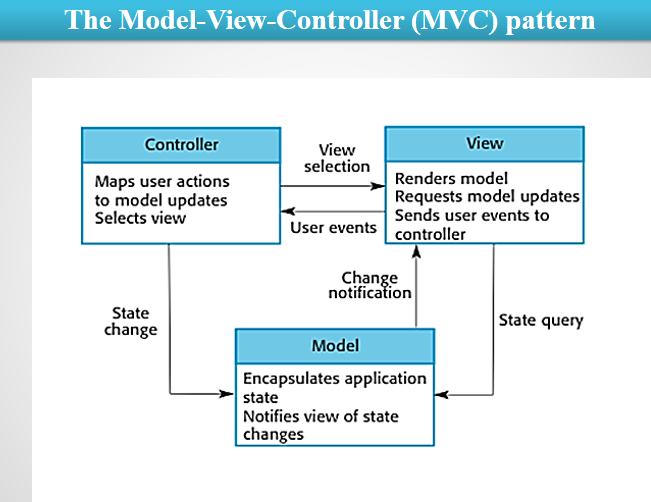 The Model-View-Controller (MVC) pattern
Controller
Maps user actions
to model updates
Selects view
View
selection
User events
View
Renders model
Requests model updates
Sends user events to
controller
State
change
Change
notification
State query
Model
Encapsulates application
state
Notifies view of state
changes